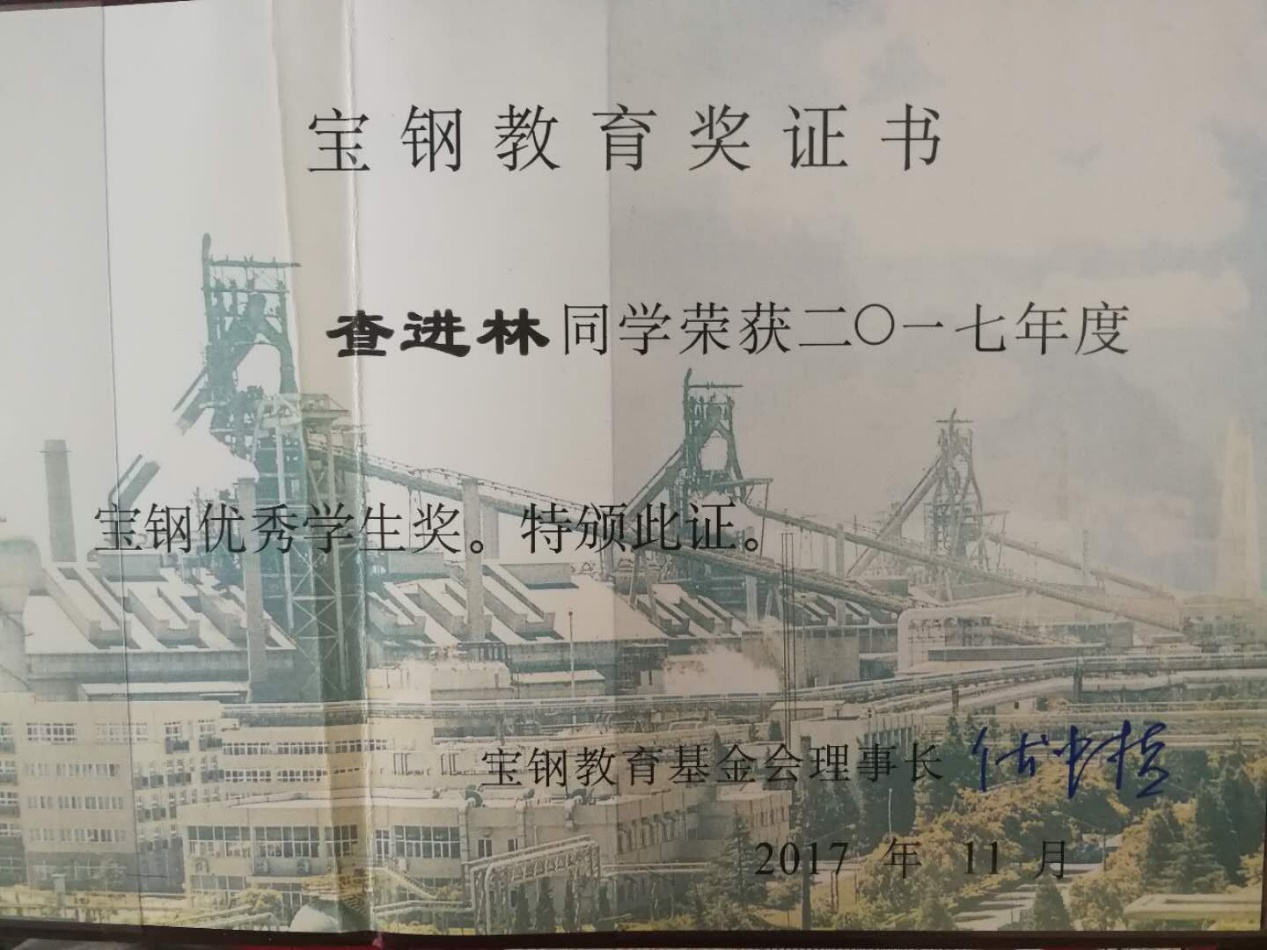 宝钢教育奖证书
查进林同学荣获二〇一七年度
宝钢优秀学生奖。特颁此证。
宝钢教育基金会理事长
2017 年 11 月